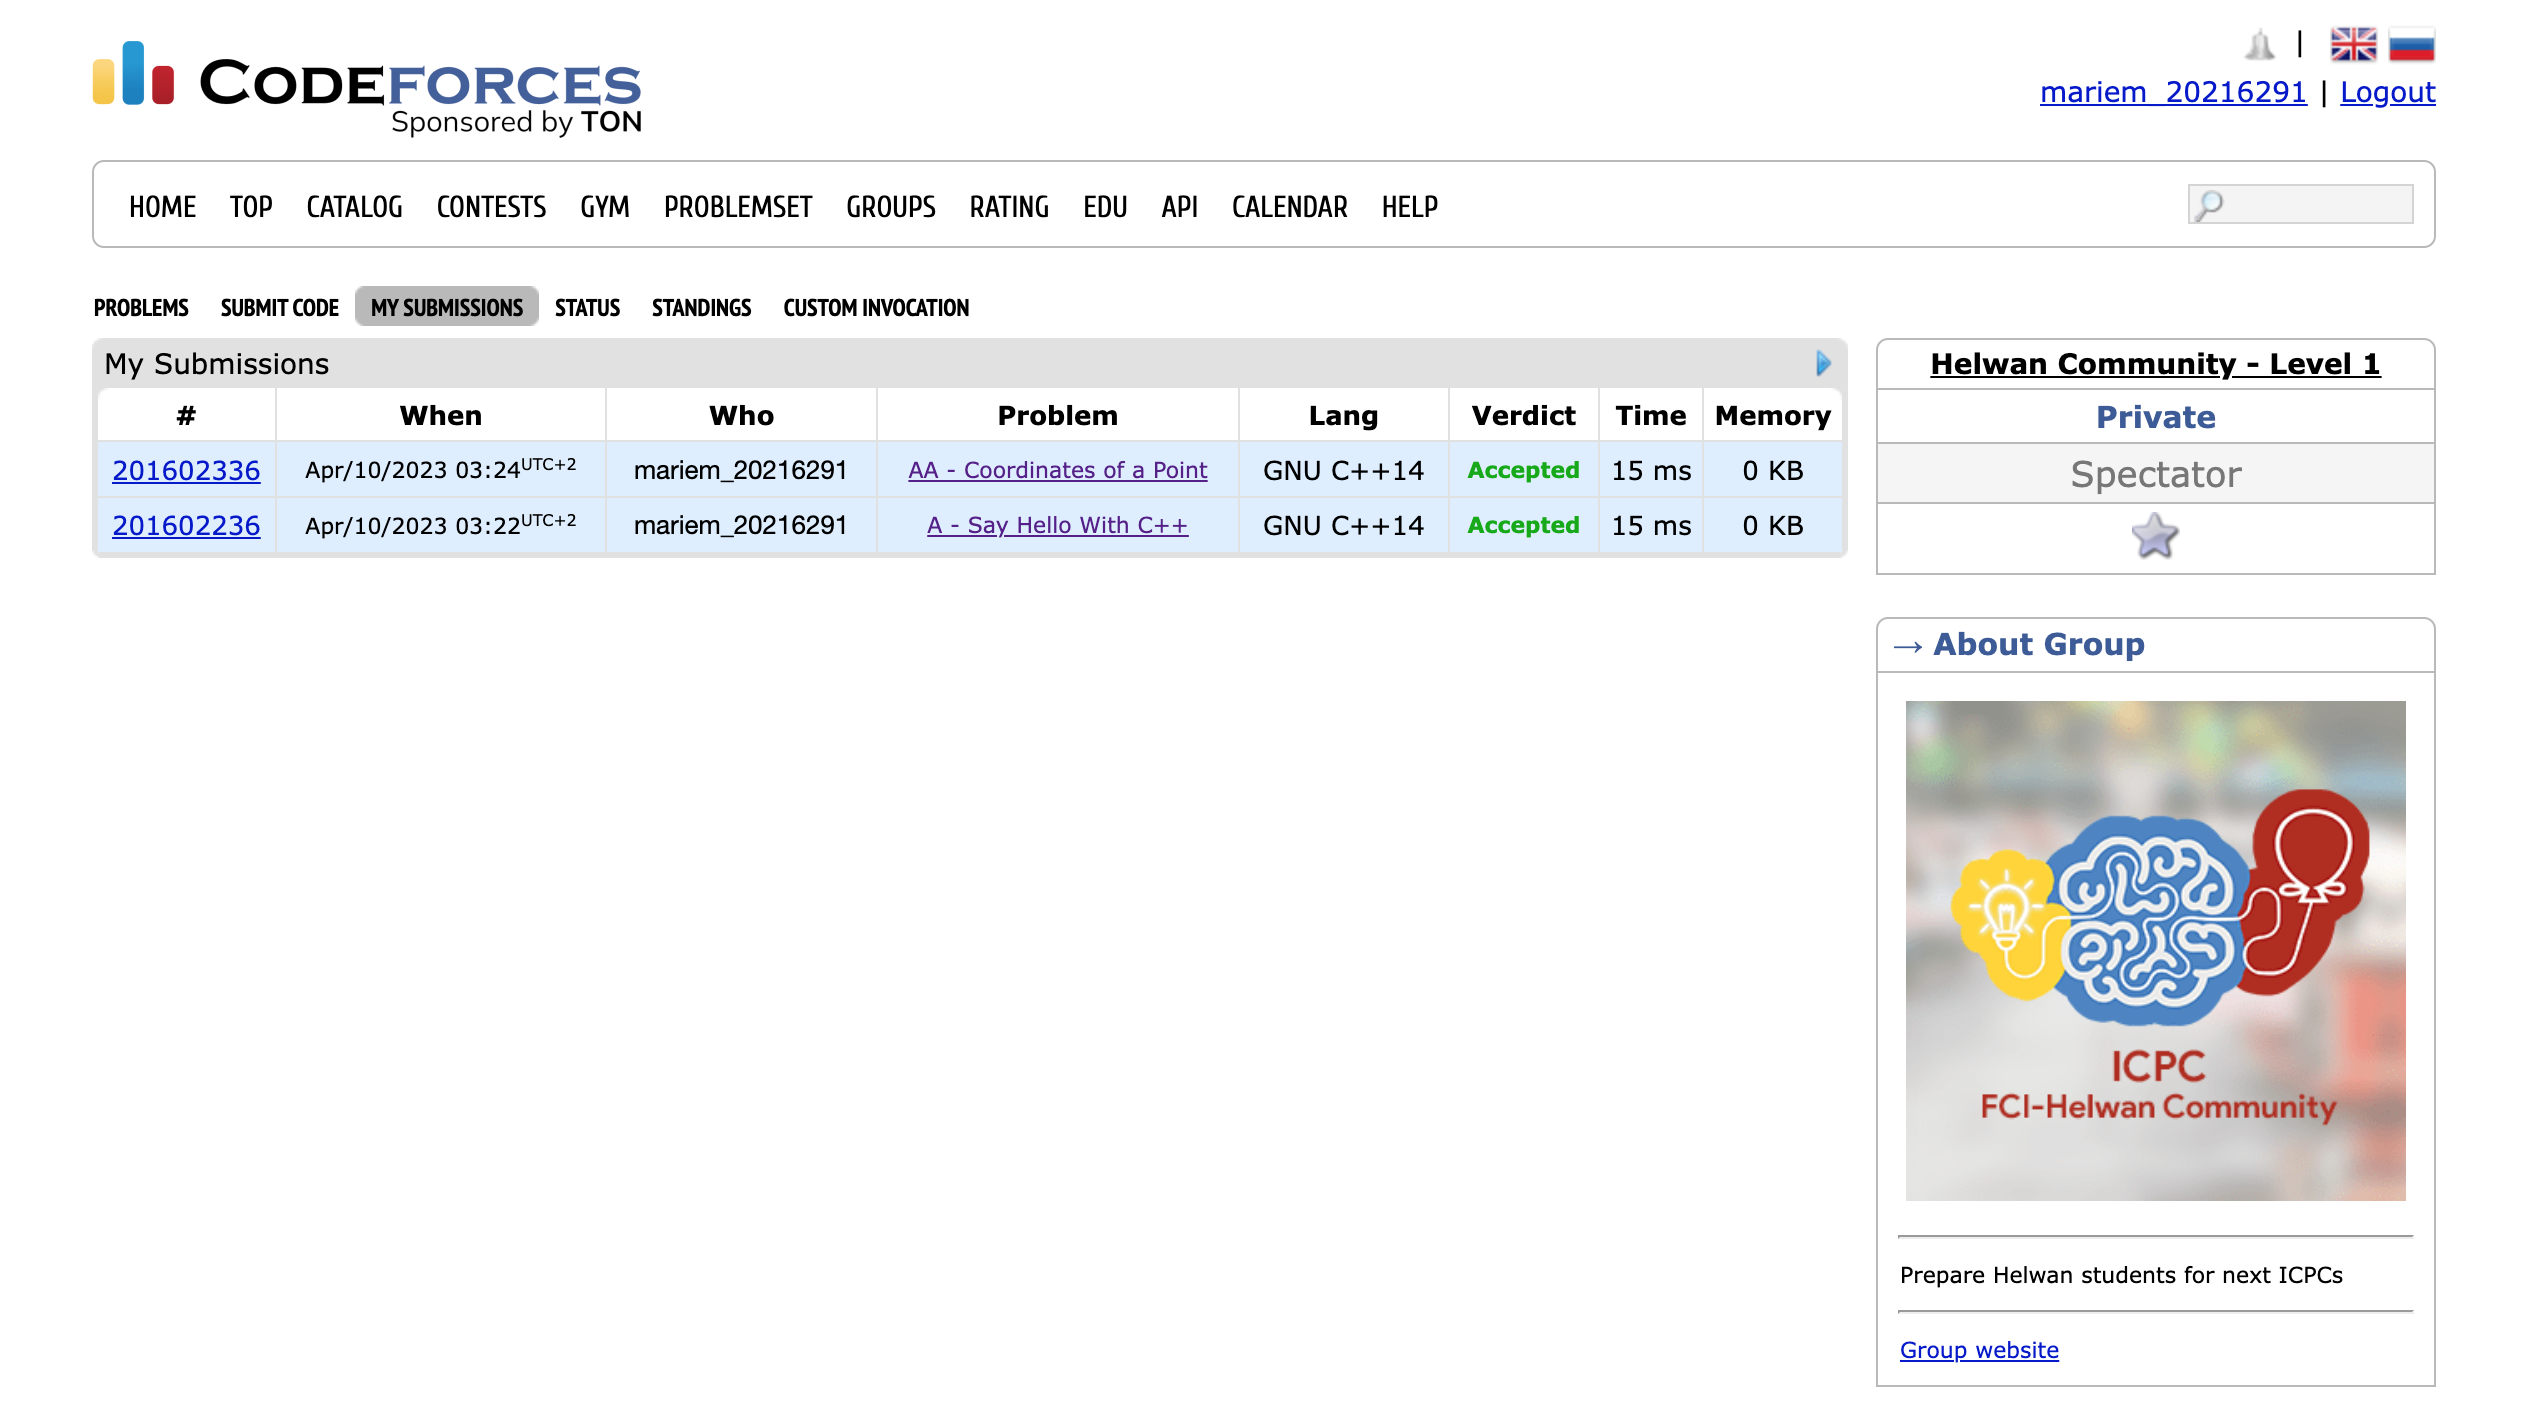 CODEFORCES
Sponsored by TON
|
mariem_20216291 | Logout
HOME TOP CATALOG CONTESTS GYM PROBLEMSET GROUPS RATING EDU API CALENDAR HELP
PROBLEMS SUBMIT CODE MY SUBMISSIONS STATUS STANDINGS CUSTOM INVOCATION
My Submissions
# When Who Problem Lang Verdict Time Memory
201602336 Apr/10/2023 03:24UTC+2 mariem_20216291 AA - Coordinates of a Point GNU C++14 Accepted 15 ms 0 KB
201602236 Apr/10/2023 03:22UTC+2 mariem_20216291 A - Say Hello With C++ GNU C++14 Accepted 15 ms 0 KB
Helwan Community - Level 1
Private
Spectator
→ About Group
ICPC
FCI-Helwan Community
Prepare Helwan students for next ICPCs
Group website